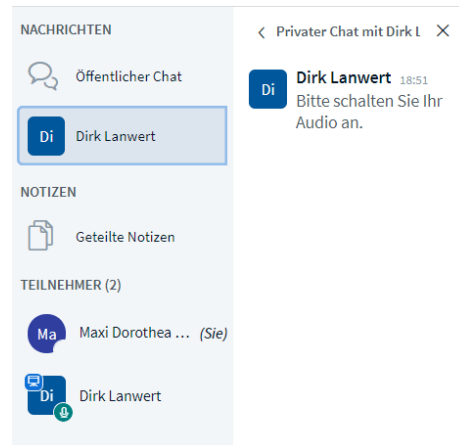 NACHRICHTEN
Öffentlicher Chat
Di
Dirk Lanwert
NOTIZEN
Geteilte Notizen
TEILNEHMER (2)
Ma
Maxi Dorothea … (Sie)
Di
Dirk Lanwert
Privater Chat mit Dirk L
Di
Dirk Lanwert 18:51
Bitte schalten Sie Ihr
Audio an.